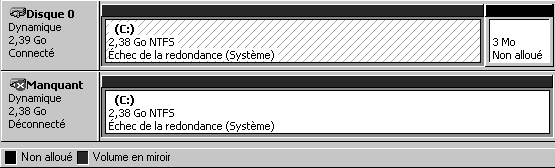 Disque 0
Dynamique
2,39 Go
Connecté
(C:)
2,38 Go NTFS
Échec de la redondance (Système)
3 Mo
Non alloué
Manquant
Dynamique
2,38 Go
Déconnecté
(C:)
2,38 Go NTFS
Échec de la redondance (Système)
Non alloué Volume en miroir